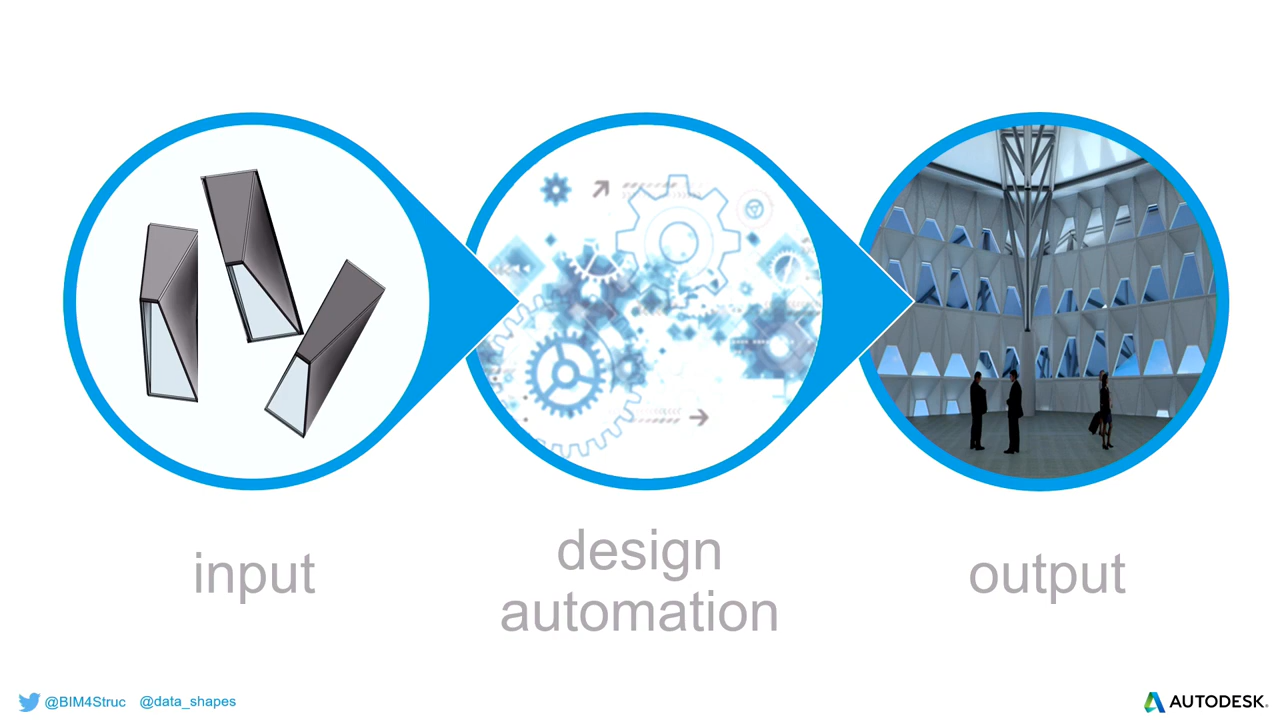 input
design
automation
output
@BIM4Struc @data_shapes
AUTODESK.